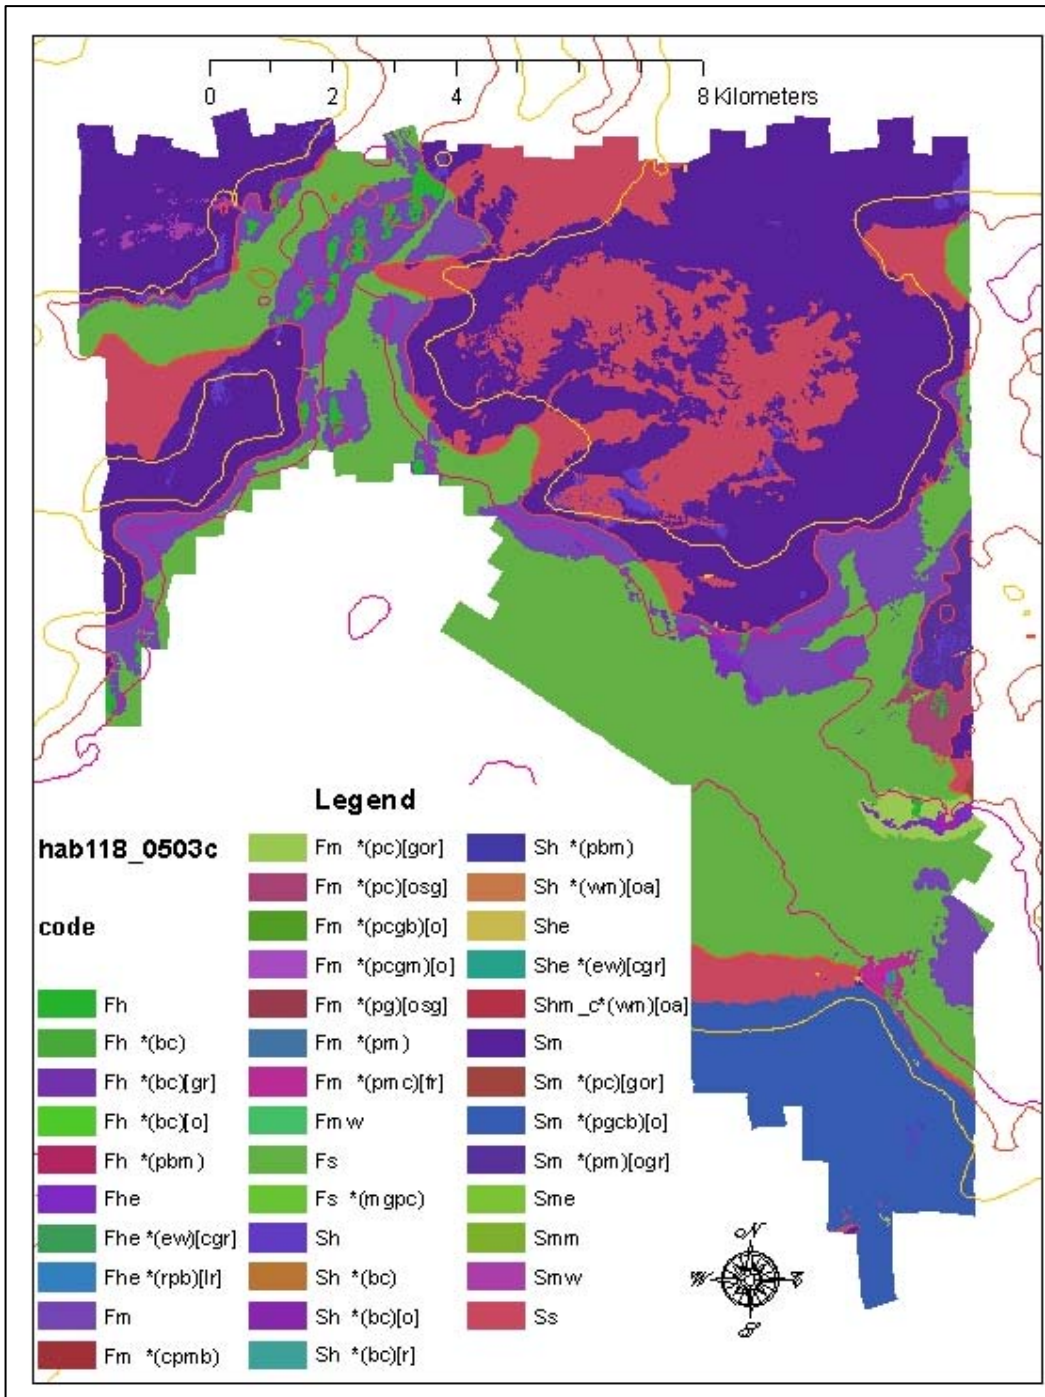 0
2
4
8 Kilometers
Legend
hab118_0503c
code
Fh
Fh *(bc)
Fh *(bc)[gr]
Fh *(bc)[o]
Fh *(pbm)
Fhe
Fhe *(ew)[cgr]
Fhe *(rpb)[lr]
Fm
Fm *(cpmb)
Fm *(pc)[gor]
Fm *(pc)[osg]
Fm *(pcgb)[o]
Fm *(pcgm)[o]
Fm *(pg)[osg]
Fm *(pm)
Fm *(pmc)[fr]
Fmw
Fs
Fs *(mgpc)
Sh
Sh *(bc)
Sh *(bc)[o]
Sh *(bc)[r]
Sh *(pbm)
Sh *(wm)[oa]
She
She *(ew)[cgr]
Shm_c*(wm)[oa]
Sm
Sm *(pc)[gor]
Sm *(pgcb)[o]
Sm *(pm)[ogr]
Sme
Smm
Smw
Ss
N
W
E
S